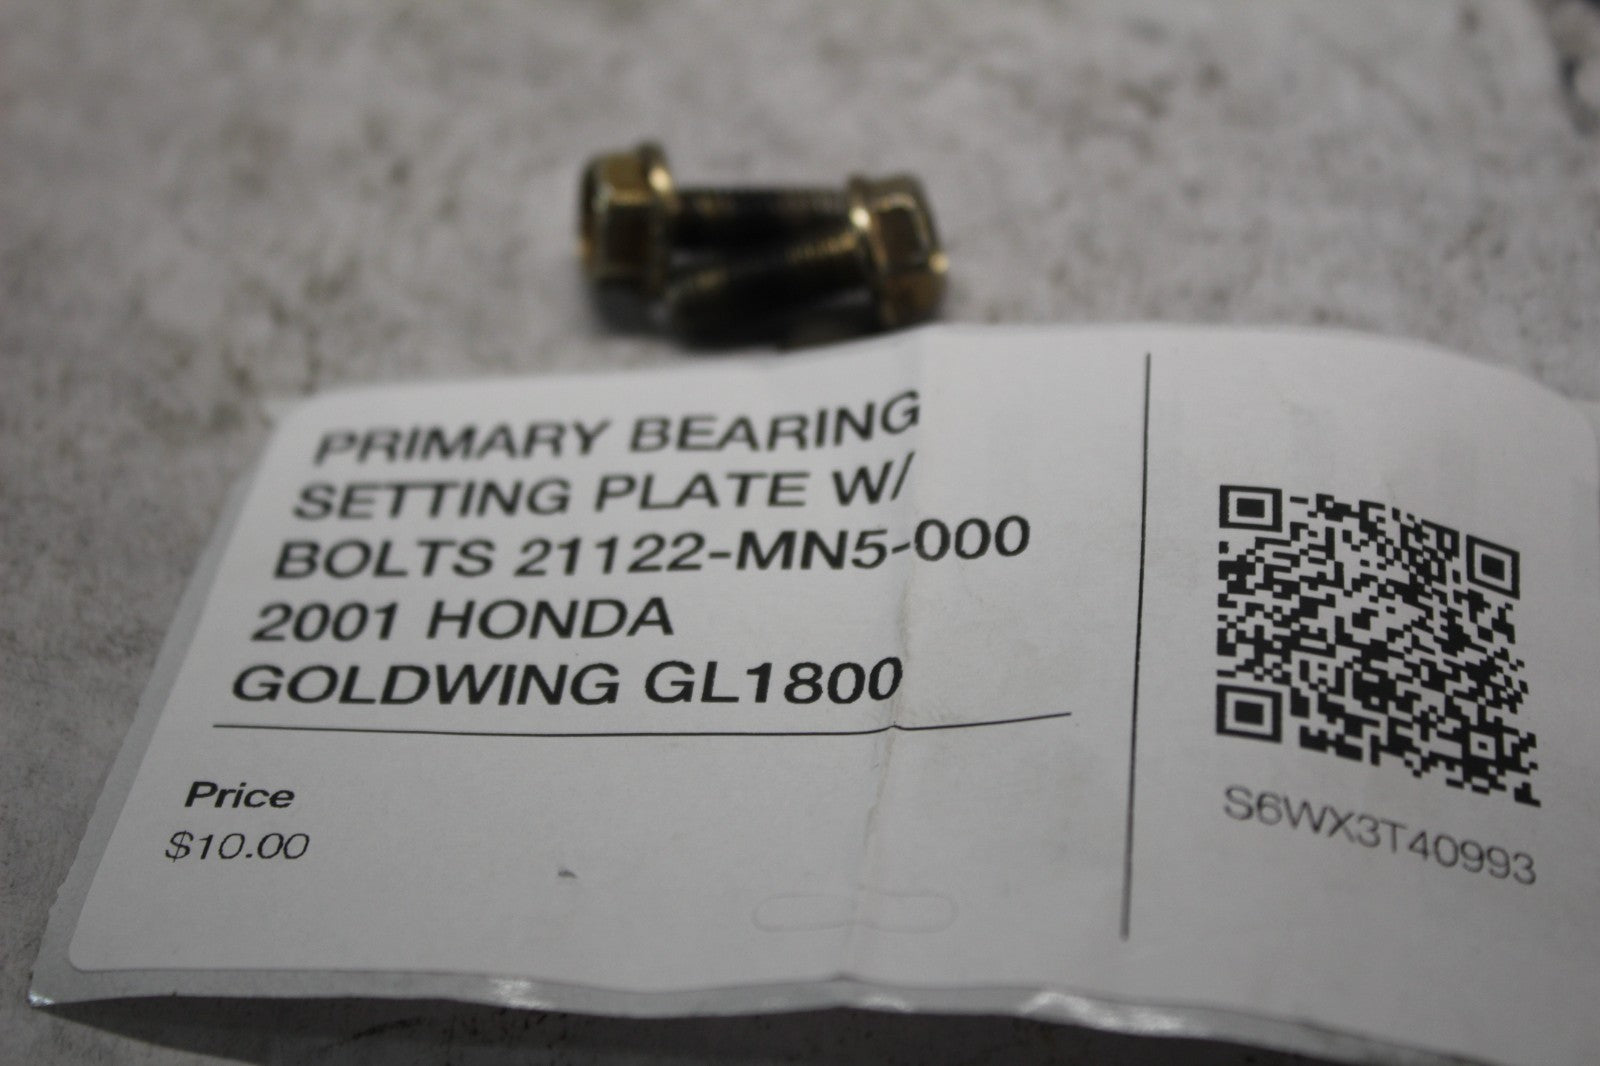 PRIMARY BEARING
SETTING PLATE W/
BOLTS 21122-MN5-000
2001 HONDA
GOLDWING GL1800
Price
$10.00
S6WX3T40993